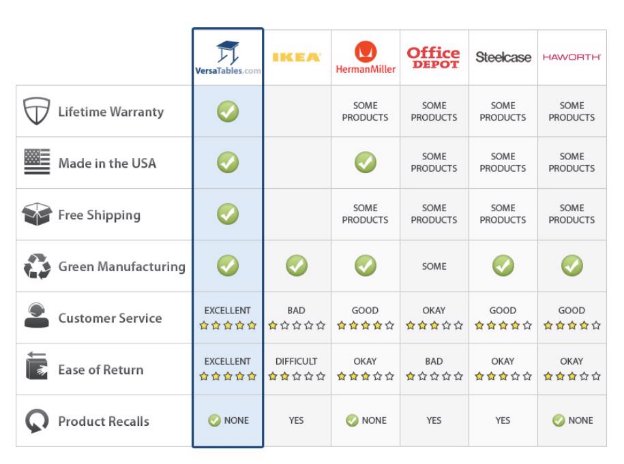 VersaTables.com
IKEA
HermanMiller
Office
DEPOT
Steelcase
HAWORTH
Lifetime Warranty
SOME
PRODUCTS
SOME
PRODUCTS
SOME
PRODUCTS
SOME
PRODUCTS
Made in the USA
SOME
PRODUCTS
SOME
PRODUCTS
SOME
PRODUCTS
Free Shipping
SOME
PRODUCTS
SOME
PRODUCTS
SOME
PRODUCTS
SOME
PRODUCTS
Green Manufacturing
SOME
Customer Service
EXCELLENT
BAD
GOOD
OKAY
GOOD
GOOD
Ease of Return
EXCELLENT
DIFFICULT
OKAY
BAD
OKAY
OKAY
Product Recalls
NONE
YES
NONE
YES
YES
NONE